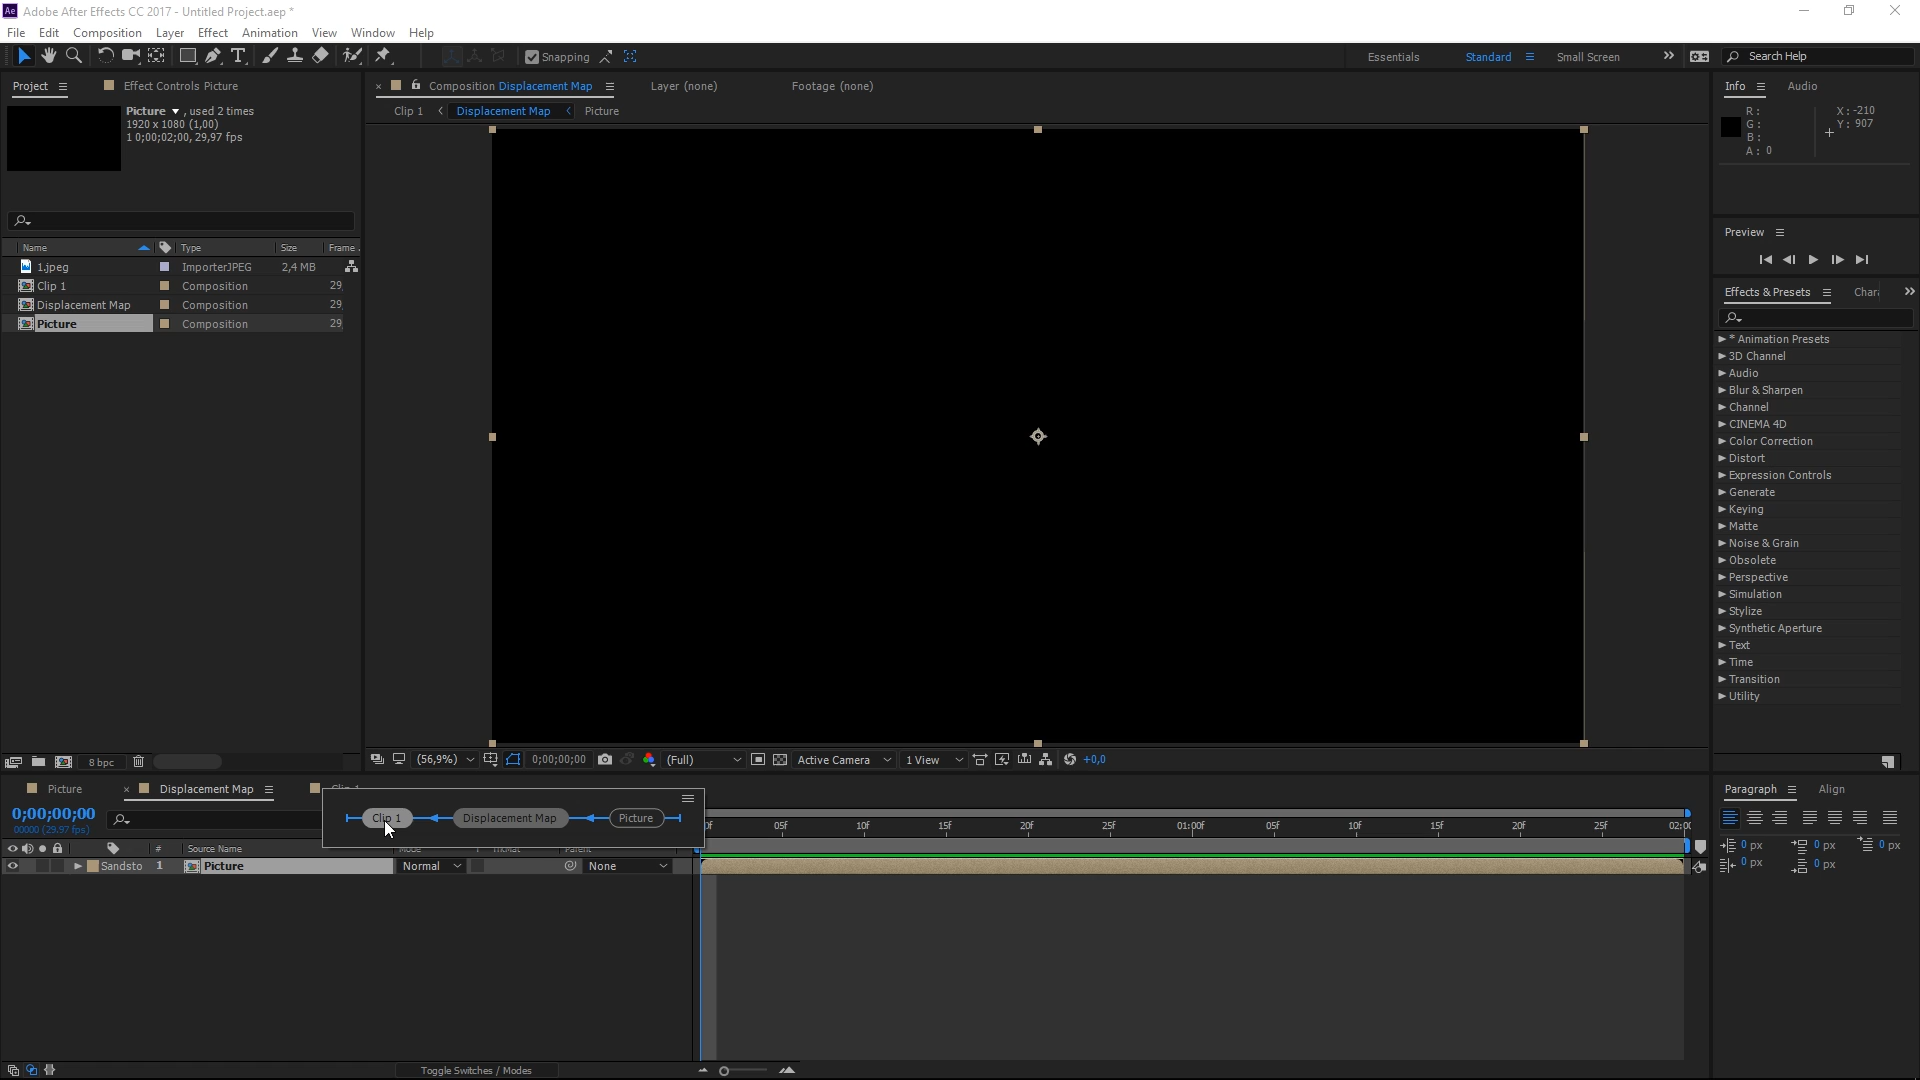 Ae Adobe After Effects CC 2017 - Untitled Project.aep *
File Edit Composition Layer Effect Animation View Window Help
Snapping
Essentials Standard Small Screen Search Help
Project Effect Controls Picture
Composition Displacement Map Layer (none) Footage (none)
Clip 1 Displacement Map Picture
Picture , used 2 times
1920 x 1080 (1,00)
1 0;00;02;00, 29,97 fps
Name Type Size Frame
1.jpeg ImporterJPEG 2,4 MB
Clip 1 Composition 29
Displacement Map Composition 29
Picture Composition 29
8 bpc
(56,9%) 0;00;00;00 (Full) Active Camera 1 View +0,0
Info Audio
R: X: -210
G: Y: 907
B:
A: 0
Preview
Effects & Presets
* Animation Presets
3D Channel
Audio
Blur & Sharpen
Channel
CINEMA 4D
Color Correction
Distort
Expression Controls
Generate
Keying
Matte
Noise & Grain
Obsolete
Perspective
Simulation
Stylize
Synthetic Aperture
Text
Time
Transition
Utility
Picture Displacement Map
0;00;00;00
00000 (29.97 fps)
Clip 1 Displacement Map Picture
05f 10f 15f 20f 25f 01:00f 05f 10f 15f 20f 25f
# Source Name
Sandsto 1 Picture Normal None
Toggle Switches / Modes
Paragraph Align
0 px 0 px 0 px
0 px 0 px